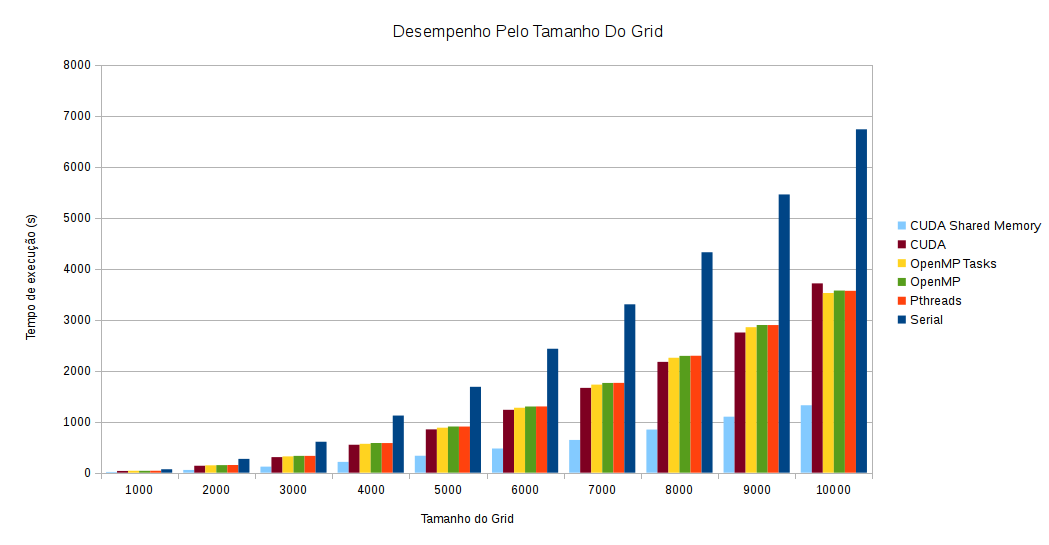 Desempenho Pelo Tamanho Do Grid
8000
7000
6000
5000
4000
3000
2000
1000
0
Tempo de execução (s)
1000 2000 3000 4000 5000 6000 7000 8000 9000 10000
Tamanho do Grid
CUDA Shared Memory
CUDA
OpenMP Tasks
OpenMP
Pthreads
Serial